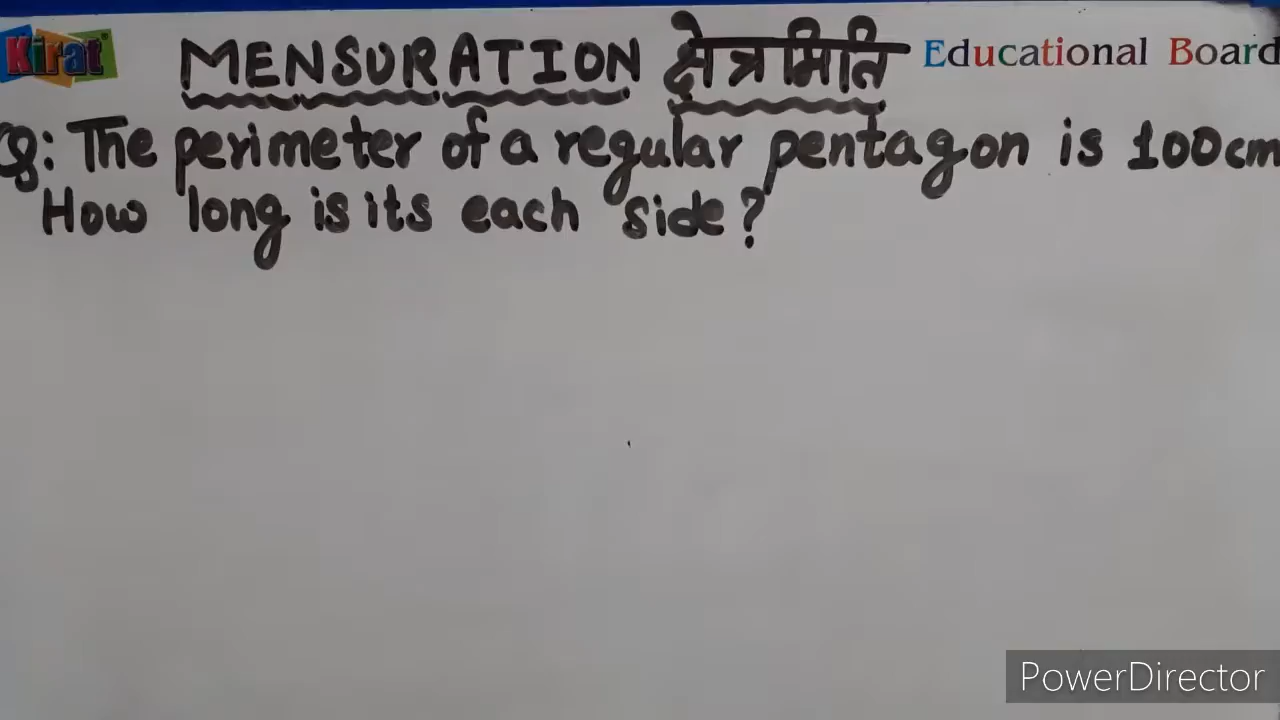 Kirat MENSURATION क्षेत्रमिति Educational Board
Q: The perimeter of a regular pentagon is 100cm
How long is its each side?
PowerDirector